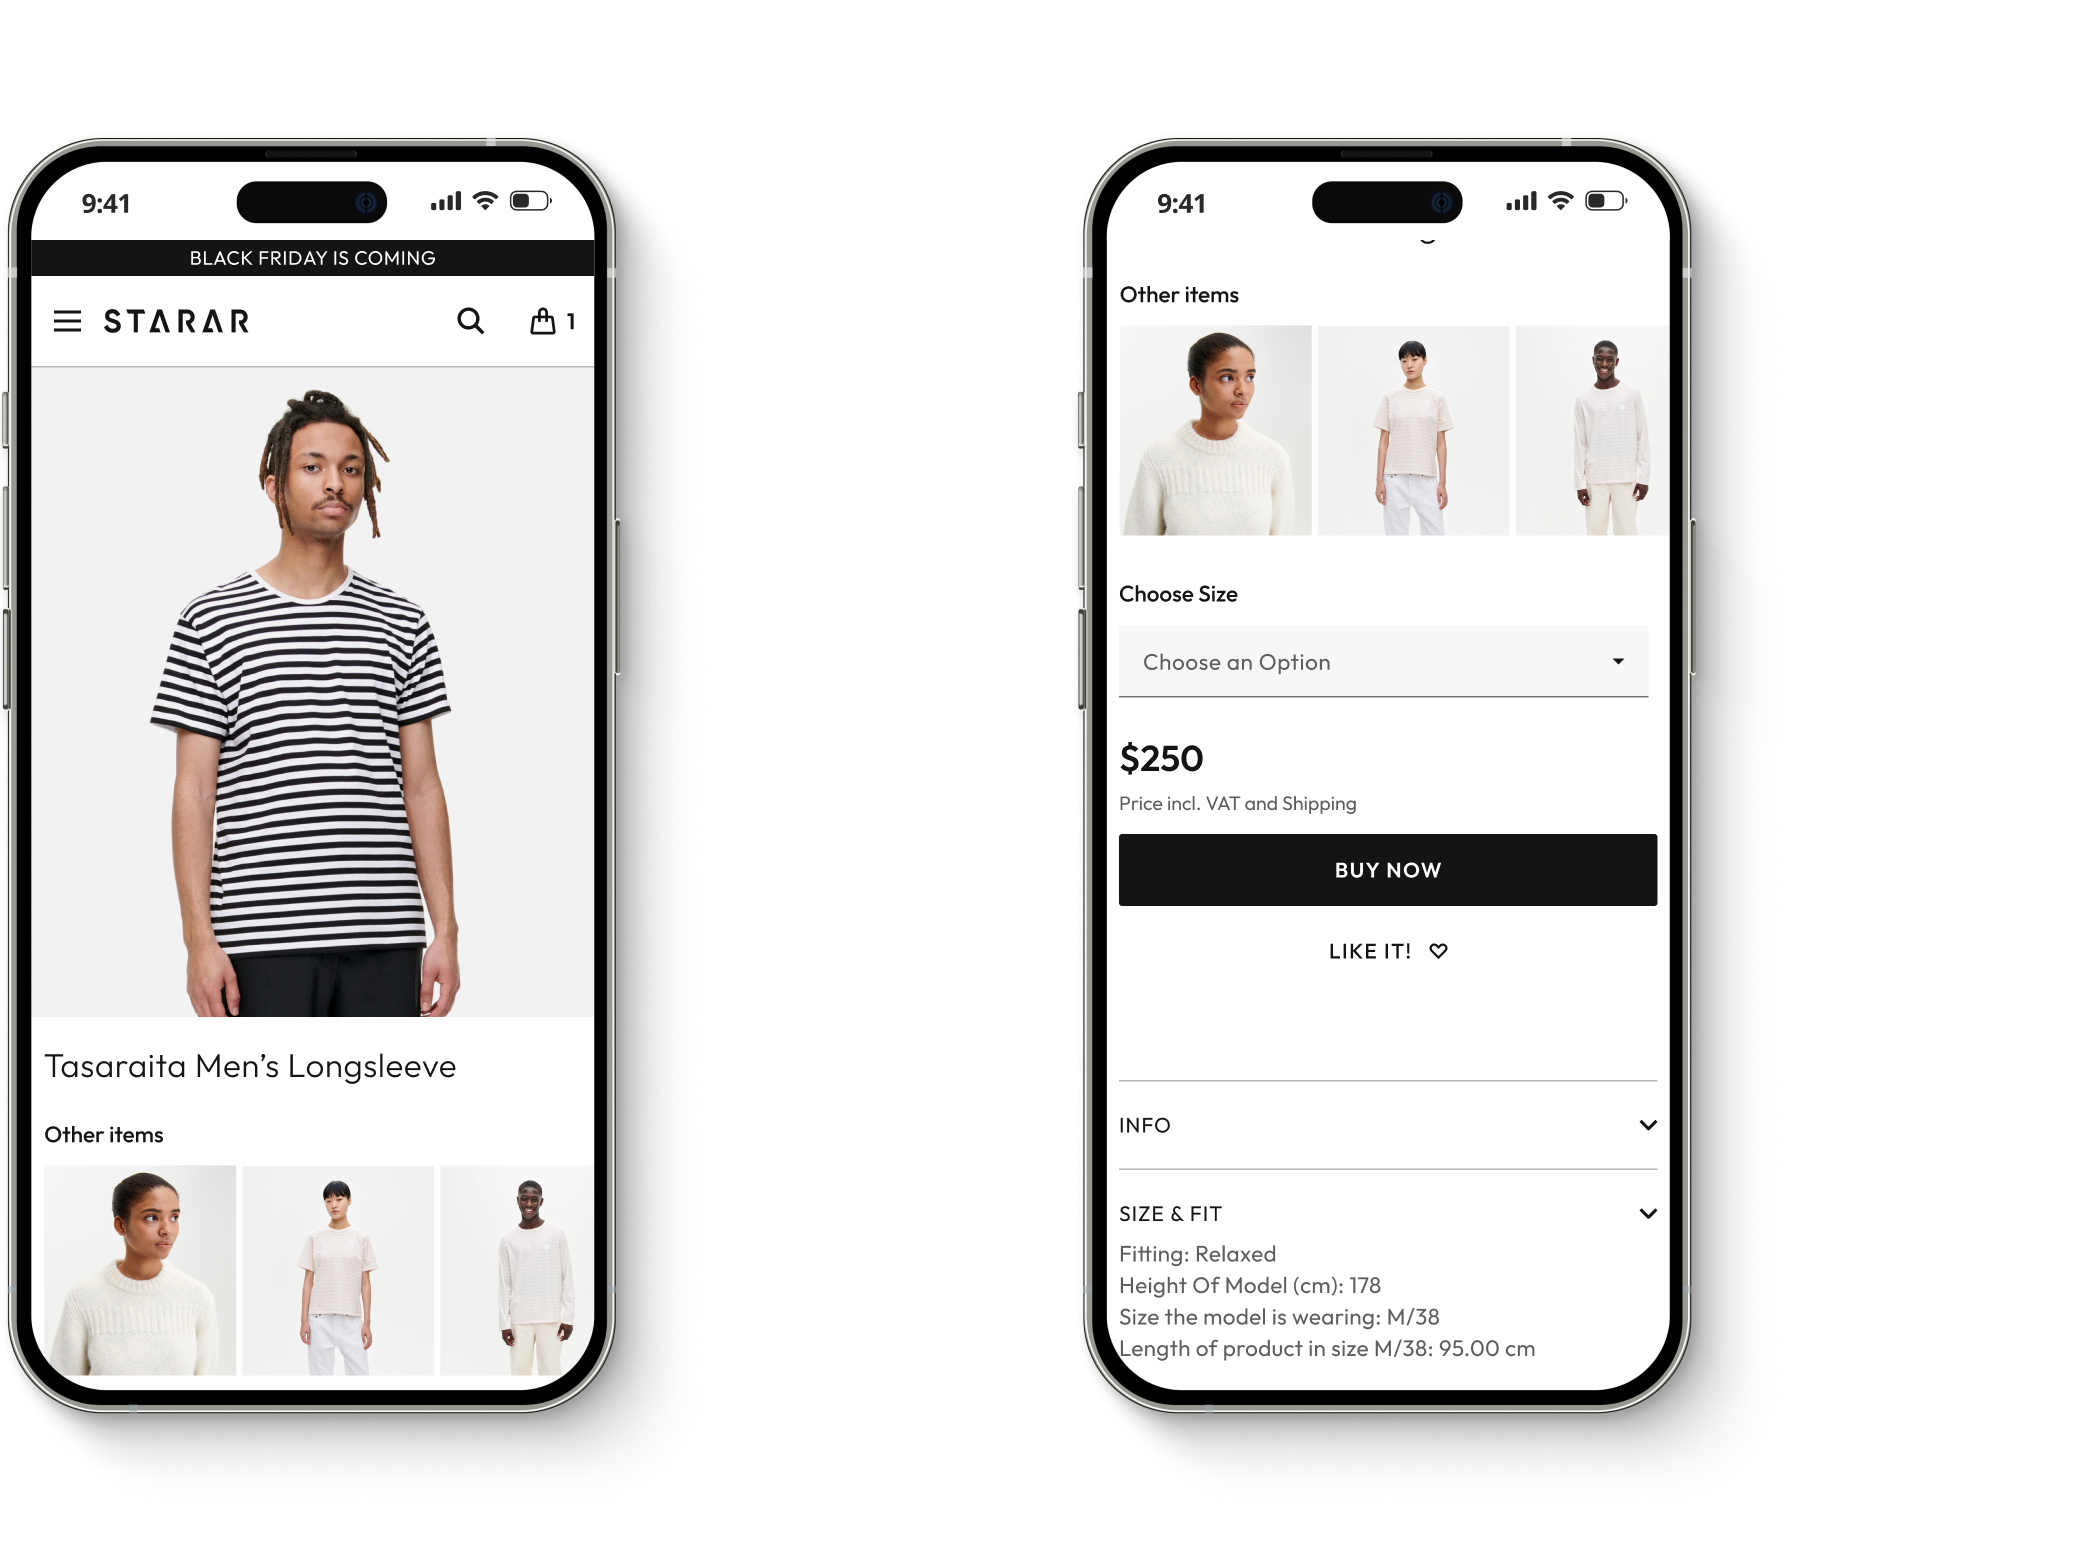 9:41
BLACK FRIDAY IS COMING
STARAR
1
Tasaraita Men’s Longsleeve
Other items
9:41
Other items
Choose Size
Choose an Option
$250
Price incl. VAT and Shipping
BUY NOW
LIKE IT!
INFO
SIZE & FIT
Fitting: Relaxed
Height Of Model (cm): 178
Size the model is wearing: M/38
Length of product in size M/38: 95.00 cm